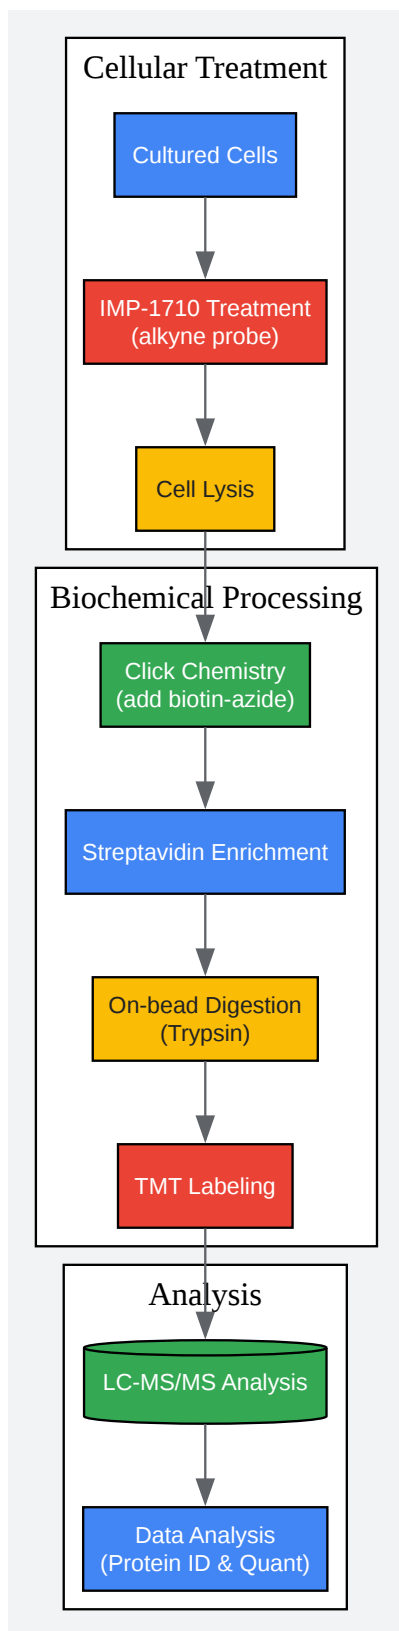 Cellular Treatment
Cultured Cells
IMP-1710 Treatment
(alkyne probe)
Cell Lysis
Biochemical Processing
Click Chemistry
(add biotin-azide)
Streptavidin Enrichment
On-bead Digestion
(Trypsin)
TMT Labeling
Analysis
LC-MS/MS Analysis
Data Analysis
(Protein ID & Quant)